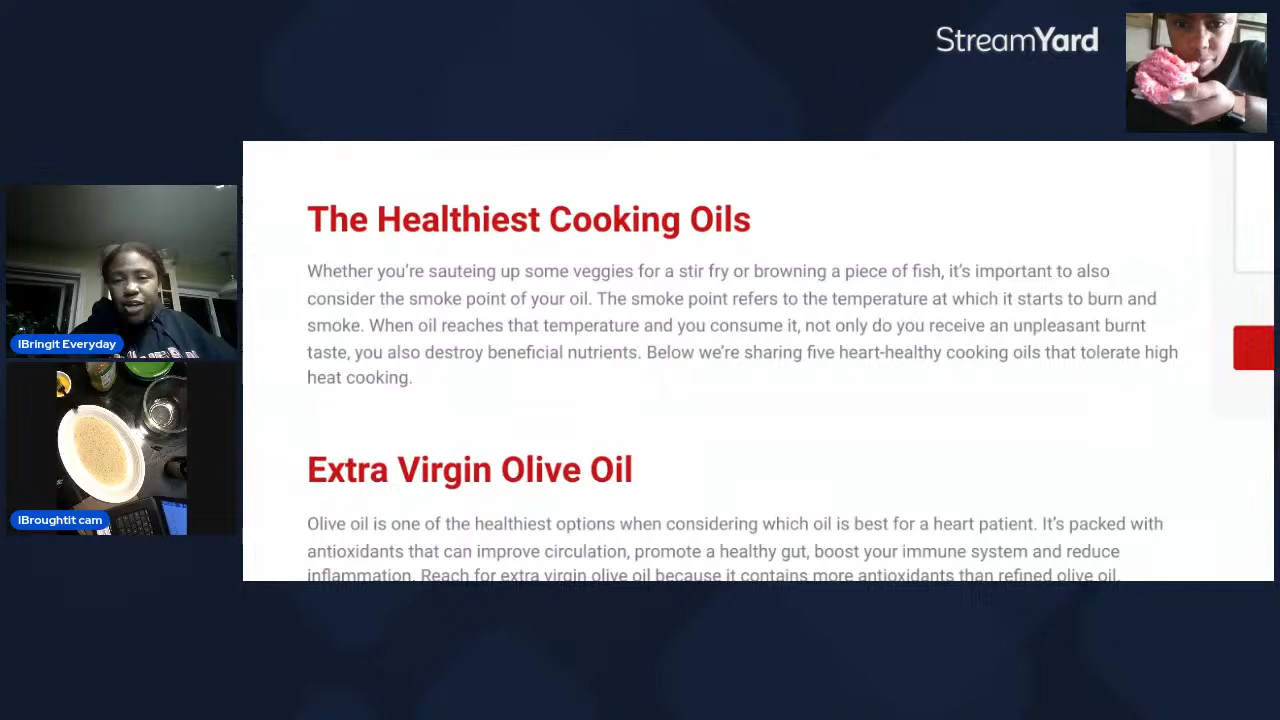 StreamYard
The Healthiest Cooking Oils
Whether you're sauteing up some veggies for a stir fry or browning a piece of fish, it's important to also
consider the smoke point of your oil. The smoke point refers to the temperature at which it starts to burn and
smoke. When oil reaches that temperature and you consume it, not only do you receive an unpleasant burnt
taste, you also destroy beneficial nutrients. Below we're sharing five heart-healthy cooking oils that tolerate high
heat cooking.
Extra Virgin Olive Oil
Olive oil is one of the healthiest options when considering which oil is best for a heart patient. It's packed with
antioxidants that can improve circulation, promote a healthy gut, boost your immune system and reduce
inflammation. Reach for extra virgin olive oil because it contains more antioxidants than refined olive oil.
IBringit Everyday
IBroughtit cam